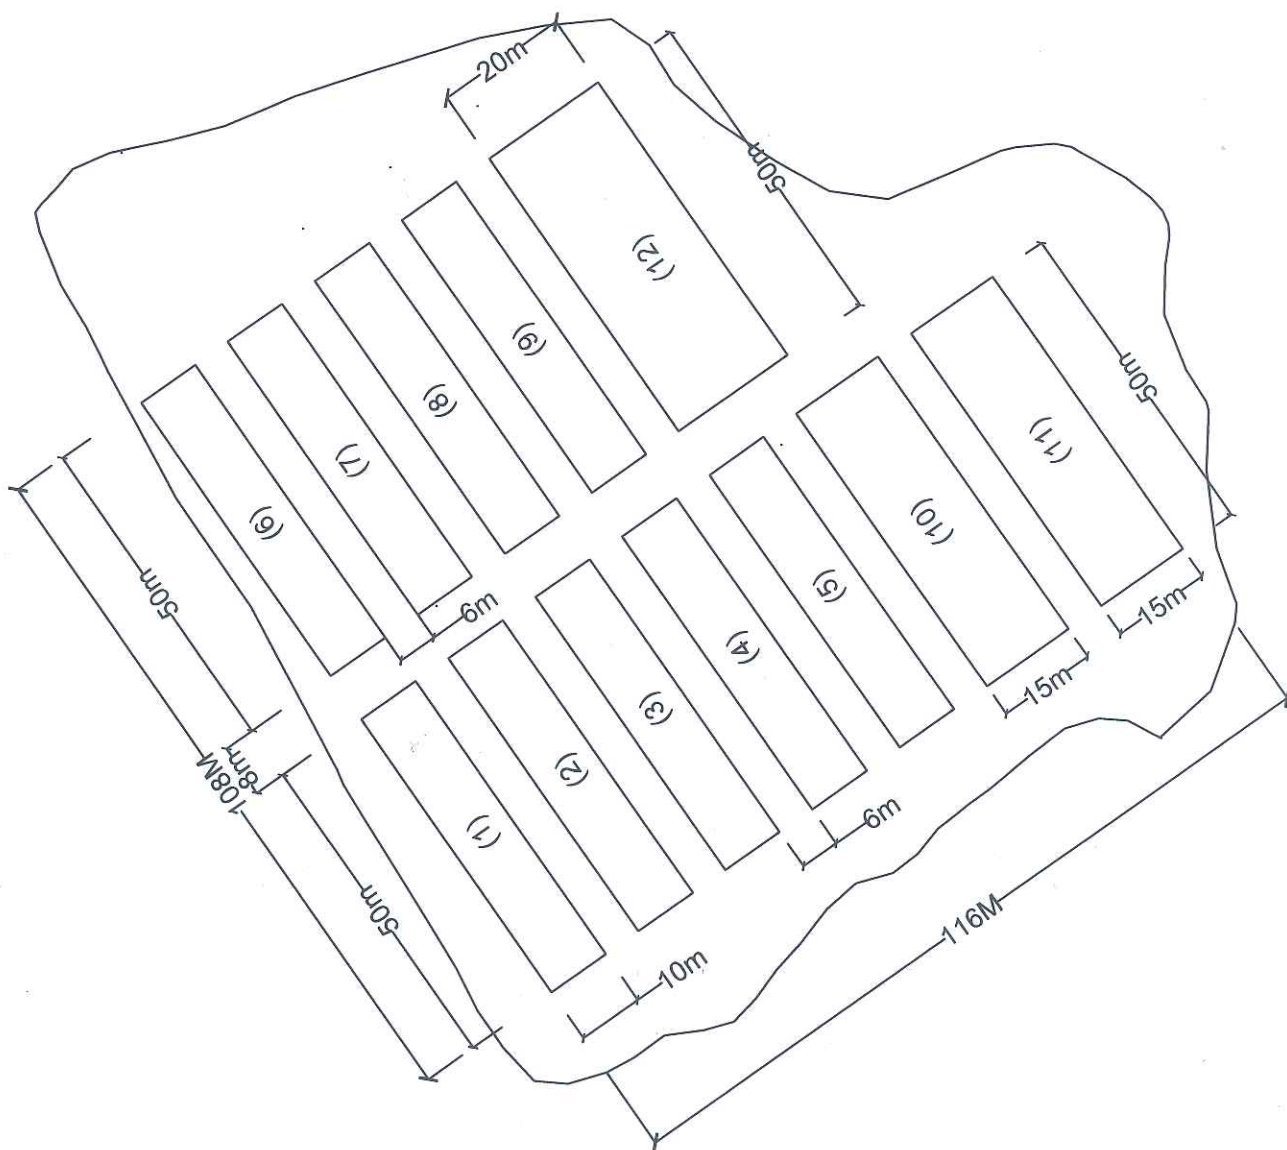 20m
50m
(12)
50m
(9)
(8)
(11)
(7)
(10)
(6)
50m
6m
(5)
15m
(4)
15m
(3)
8m
108M
(2)
6m
(1)
50m
116M
10m